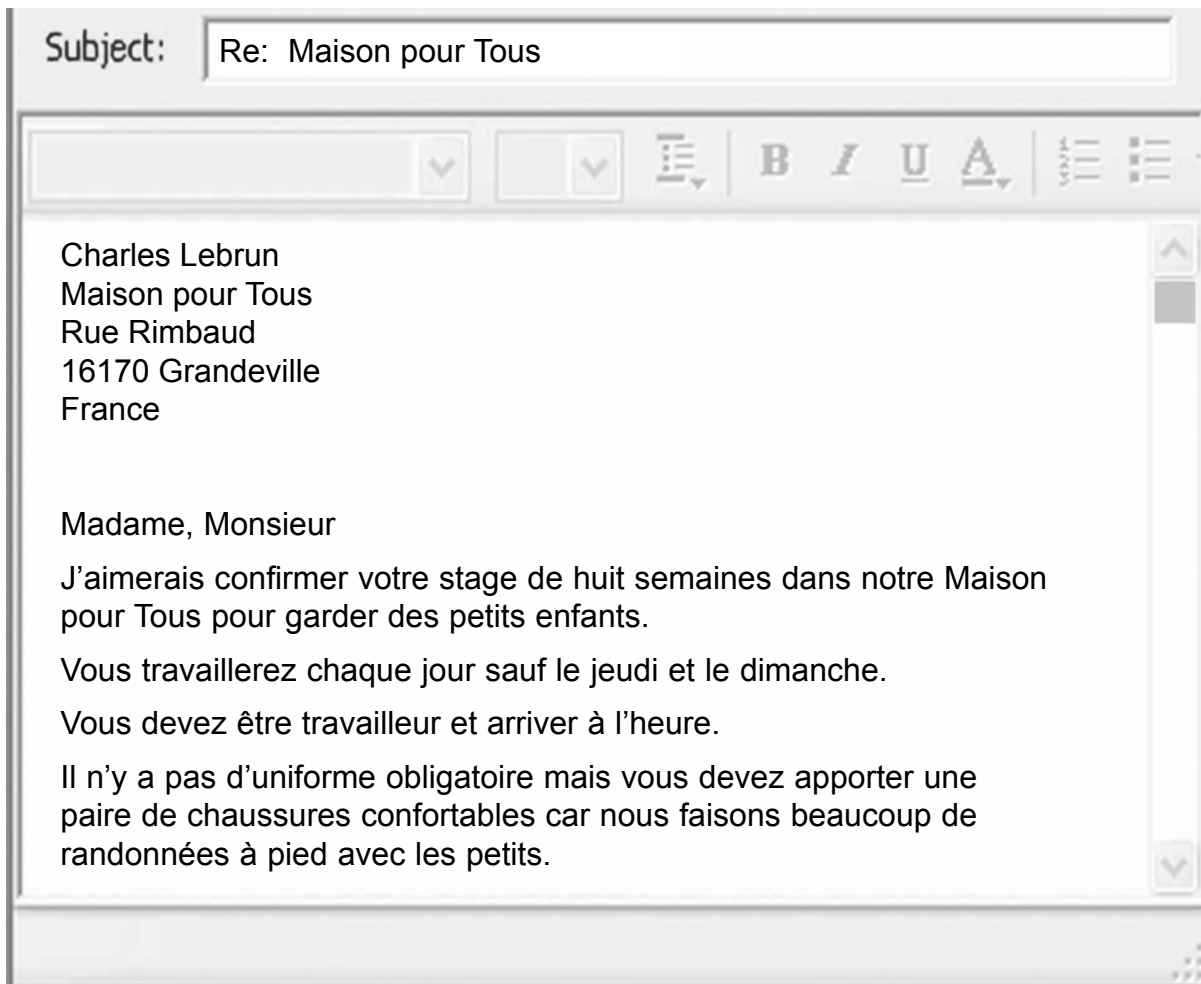 Subject: Re: Maison pour Tous
B I U A
Charles Lebrun
Maison pour Tous
Rue Rimbaud
16170 Grandeville
France
Madame, Monsieur
J’aimerais confirmer votre stage de huit semaines dans notre Maison
pour Tous pour garder des petits enfants.
Vous travaillerez chaque jour sauf le jeudi et le dimanche.
Vous devez être travailleur et arriver à l’heure.
Il n’y a pas d’uniforme obligatoire mais vous devez apporter une
paire de chaussures confortables car nous faisons beaucoup de
randonnées à pied avec les petits.